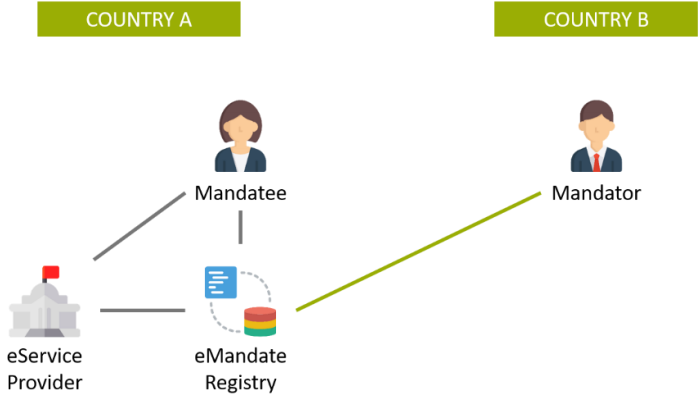 COUNTRY A
COUNTRY B
Mandatee
Mandator
eService
Provider
eMandate
Registry